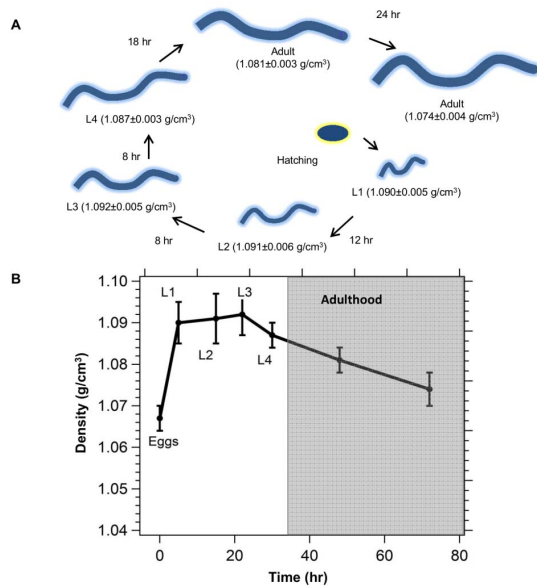 A
18 hr
24 hr
Adult
(1.081±0.003 g/cm³)
Adult
(1.074±0.004 g/cm³)
L4 (1.087±0.003 g/cm³)
8 hr
Hatching
L1 (1.090±0.005 g/cm³)
L3 (1.092±0.005 g/cm³)
8 hr
L2 (1.091±0.006 g/cm³)
12 hr
B
1.10
1.09
1.08
1.07
1.06
1.05
1.04
Density (g/cm³)
L1
L3
Adulthood
L2
L4
Eggs
0 20 40 60 80
Time (hr)